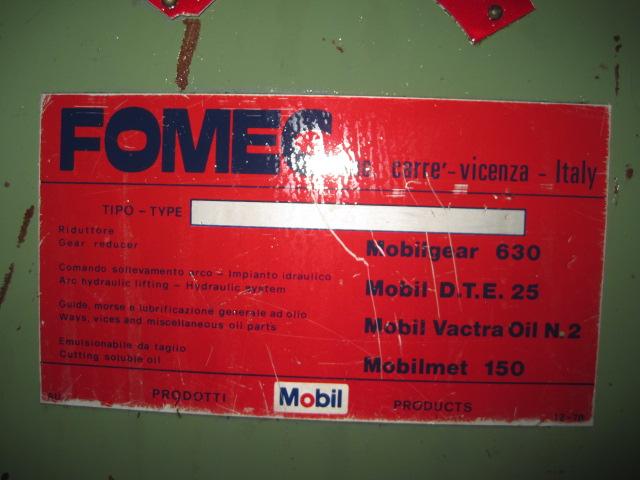 FOMEC
carre'-vicenza - Italy
TIPO - TYPE
Riduttore
Gear reducer
Mobilgear 630
Comando sollevamento arco - Impianto idraulico
Arc hydraulic lifting - Hydraulic system
Mobil D.T.E. 25
Guide, morse e lubrificazione generale ad olio
Ways, vices and miscellaneous oil parts
Mobil Vactra Oil N.2
Emulsionabile da taglio
Cutting soluble oil
Mobilmet 150
PRODOTTI Mobil PRODUCTS
12-78